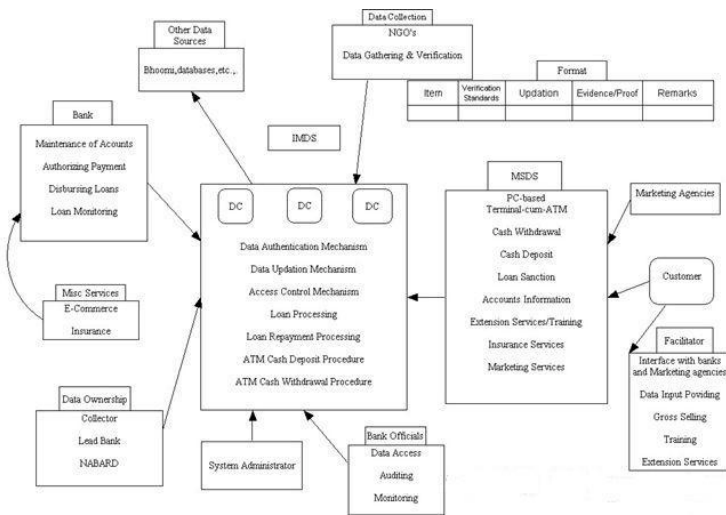 Other Data
Sources
Bhoomi,databases,etc.,.
Data Collection
NGO's
Data Gathering & Verification
Format
Item
Verification
Standards
Updation
Evidence/Proof
Remarks
Bank
Maintenance of Acounts
Authorizing Payment
Disbursing Loans
Loan Monitoring
IMDS
DC
DC
DC
Data Authentication Mechanism
Data Updation Mechanism
Access Control Mechanism
Loan Processing
Loan Repayment Processing
ATM Cash Deposit Procedure
ATM Cash Withdrawal Procedure
MSDS
PC-based
Terminal-cum-ATM
Cash Withdrawal
Cash Deposit
Loan Sanction
Accounts Information
Extension Services/Training
Insurance Services
Marketing Services
Marketing Agencies
Customer
Misc Services
E-Commerce
Insurance
Facilitator
Interface with banks
and Marketing agencies
Data Input Poviding
Gross Selling
Training
Extension Services
Data Ownership
Collector
Lead Bank
NABARD
System Administrator
Bank Officials
Data Access
Auditing
Monitoring